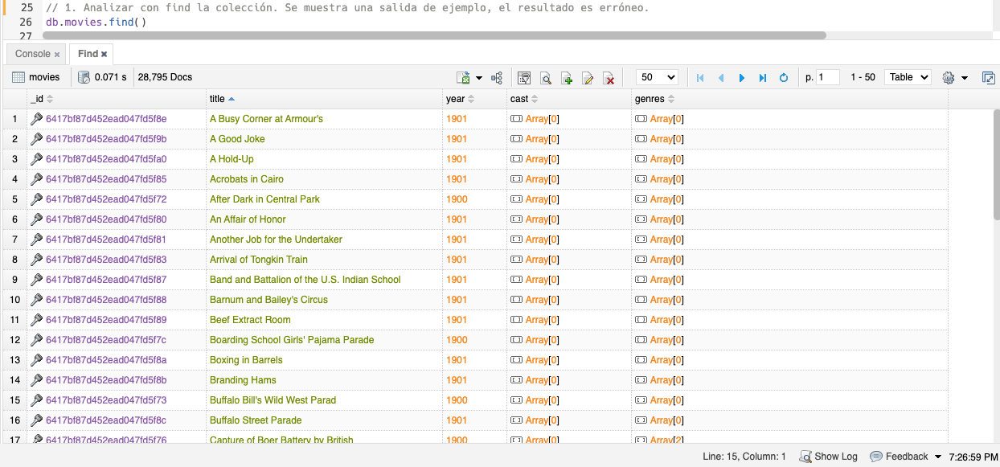 25 // 1. Analizar con find la colección. Se muestra una salida de ejemplo, el resultado es erróneo.
26 db.movies.find()
27
Console × Find ×
movies 0.071 s 28,795 Docs 50 p. 1 1 - 50 Table
_id title year cast genres
1 6417bf87d452ead047fd5f8e A Busy Corner at Armour's 1901 Array[0] Array[0]
2 6417bf87d452ead047fd5f9b A Good Joke 1901 Array[0] Array[0]
3 6417bf87d452ead047fd5fa0 A Hold-Up 1901 Array[0] Array[0]
4 6417bf87d452ead047fd5f85 Acrobats in Cairo 1901 Array[0] Array[0]
5 6417bf87d452ead047fd5f72 After Dark in Central Park 1900 Array[0] Array[0]
6 6417bf87d452ead047fd5f80 An Affair of Honor 1901 Array[0] Array[0]
7 6417bf87d452ead047fd5f81 Another Job for the Undertaker 1901 Array[0] Array[0]
8 6417bf87d452ead047fd5f83 Arrival of Tongkin Train 1901 Array[0] Array[0]
9 6417bf87d452ead047fd5f87 Band and Battalion of the U.S. Indian School 1901 Array[0] Array[0]
10 6417bf87d452ead047fd5f88 Barnum and Bailey's Circus 1901 Array[0] Array[0]
11 6417bf87d452ead047fd5f89 Beef Extract Room 1901 Array[0] Array[0]
12 6417bf87d452ead047fd5f7c Boarding School Girls' Pajama Parade 1900 Array[0] Array[0]
13 6417bf87d452ead047fd5f8a Boxing in Barrels 1901 Array[0] Array[0]
14 6417bf87d452ead047fd5f8b Branding Hams 1901 Array[0] Array[0]
15 6417bf87d452ead047fd5f73 Buffalo Bill's Wild West Parad 1900 Array[0] Array[0]
16 6417bf87d452ead047fd5f8c Buffalo Street Parade 1901 Array[0] Array[0]
17 6417bf87d452ead047fd5f76 Capture of Boer Battery by British 1900 Array[0] Array[2]
Line: 15, Column: 1 Show Log Feedback 7:26:59 PM